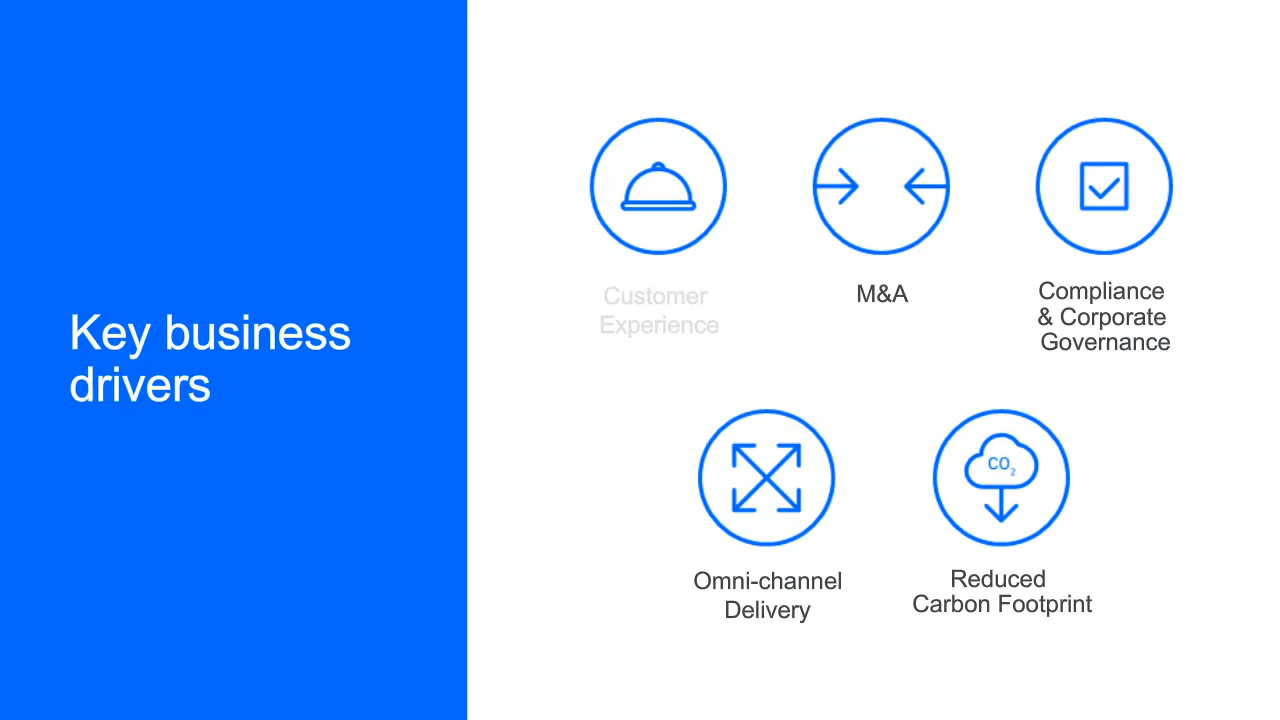 Key business
drivers
Customer
Experience
M&A
Compliance
& Corporate
Governance
CO₂
Omni-channel
Delivery
Reduced
Carbon Footprint